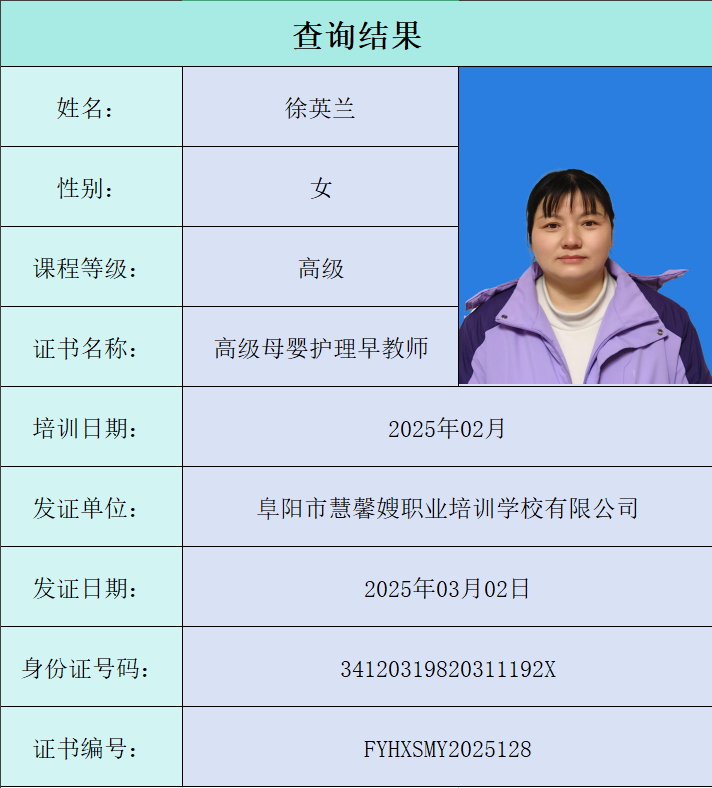 查询结果
姓名： 徐英兰
性别： 女
课程等级： 高级
证书名称： 高级母婴护理早教师
培训日期： 2025年02月
发证单位： 阜阳市慧馨嫂职业培训学校有限公司
发证日期： 2025年03月02日
身份证号码： 34120319820311192X
证书编号： FYHXSMY2025128